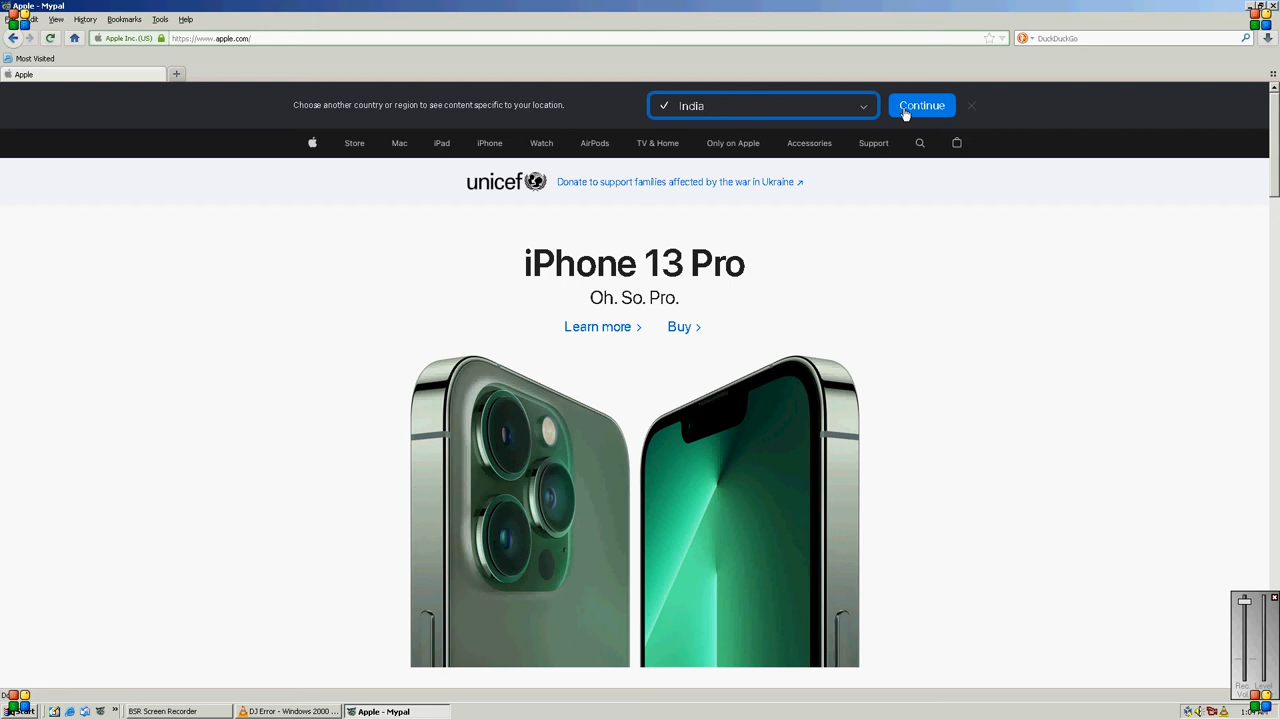 Apple - Mypal
View History Bookmarks Tools Help
Apple Inc. (US) https://www.apple.com/ DuckDuckGo
Most Visited
Apple
Choose another country or region to see content specific to your location. India Continue
Store Mac iPad iPhone Watch AirPods TV & Home Only on Apple Accessories Support
unicef Donate to support families affected by the war in Ukraine ↗
iPhone 13 Pro
Oh. So. Pro.
Learn more > Buy >
Rec. Level
Vol.
BSR Screen Recorder DJ Error - Windows 2000 ... Apple - Mypal